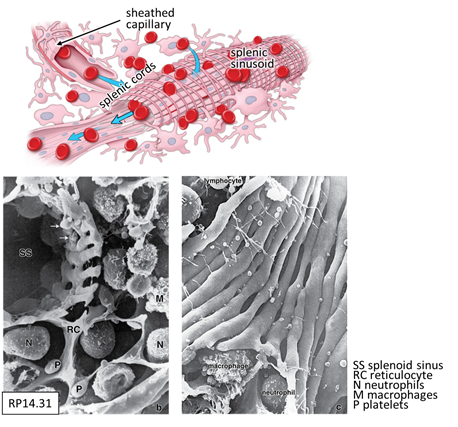 sheathed
capillary
splenic
sinusoid
splenic cords
lymphocyte
SS
M
RC
N
N
P
P
macrophage
neutrophil
b
c
RP14.31
SS splenoid sinus
RC reticulocyte
N neutrophils
M macrophages
P platelets